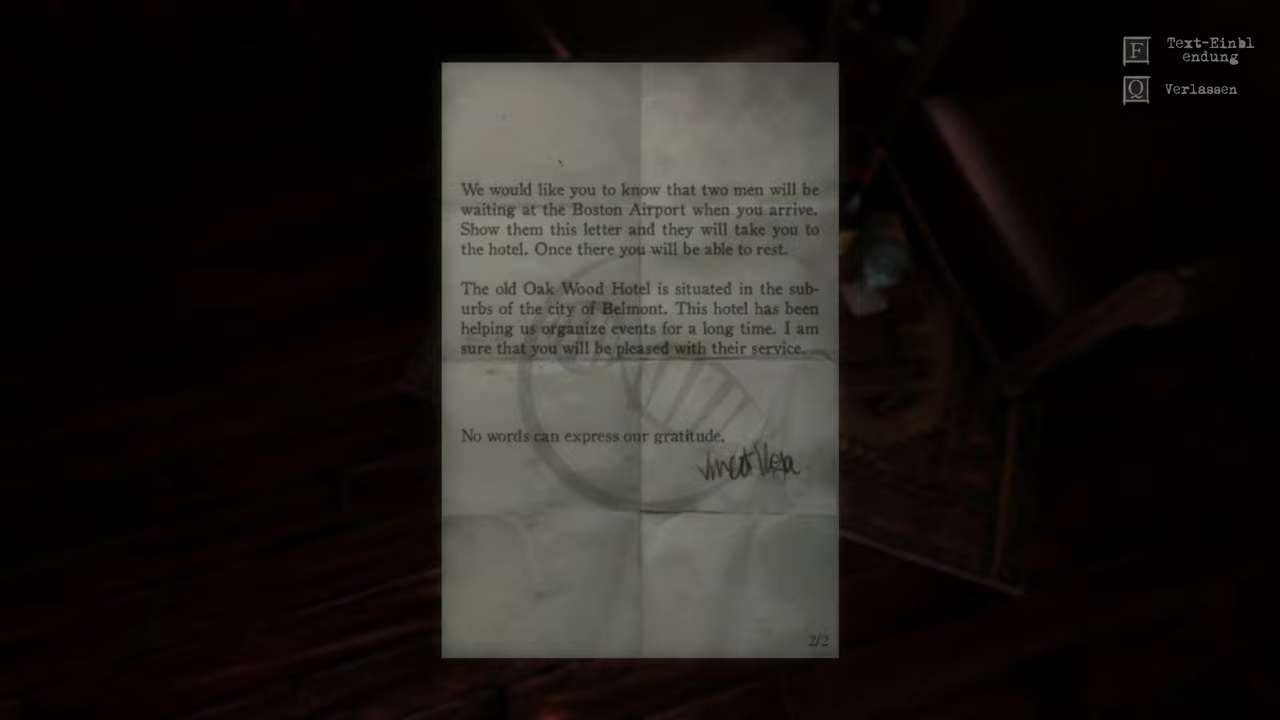 F Text-Einbl
endung
Q Verlassen
We would like you to know that two men will be
waiting at the Boston Airport when you arrive.
Show them this letter and they will take you to
the hotel. Once there you will be able to rest.
The old Oak Wood Hotel is situated in the sub-
urbs of the city of Belmont. This hotel has been
helping us organize events for a long time. I am
sure that you will be pleased with their service.
No words can express our gratitude.
2/2